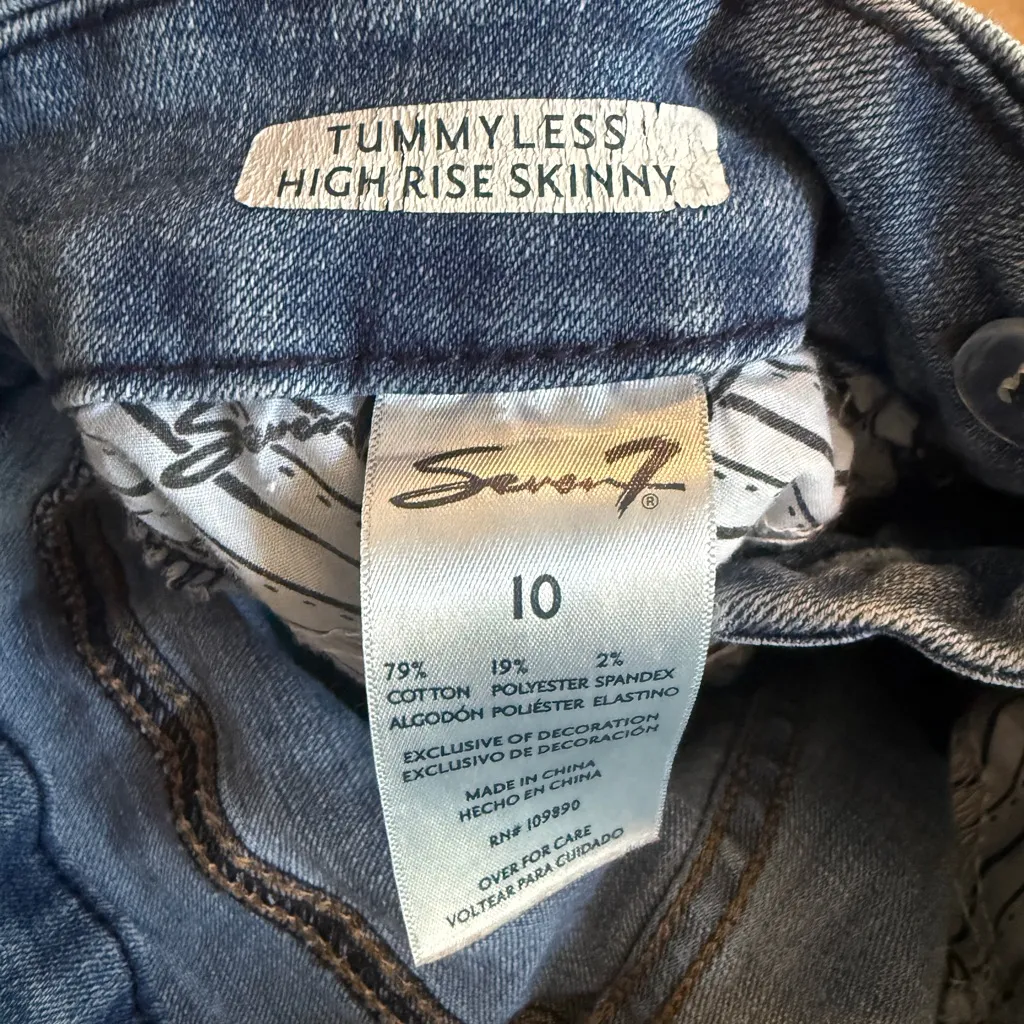 TUMMYLESS
HIGH RISE SKINNY
Seven
Seven7®
10
79% 19% 2%
COTTON POLYESTER SPANDEX
ALGODÓN POLIÉSTER ELASTINO
EXCLUSIVE OF DECORATION
EXCLUSIVO DE DECORACIÓN
MADE IN CHINA
HECHO EN CHINA
RN# 109890
OVER FOR CARE
VOLTEAR PARA CUIDADO